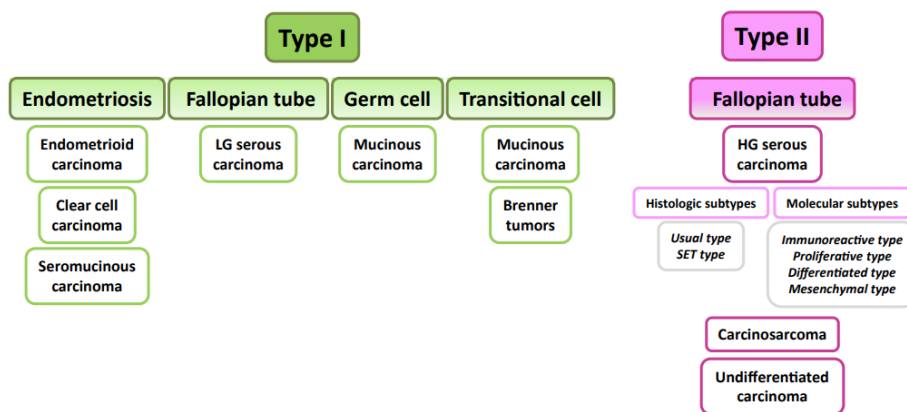 Type I
Type II
Endometriosis
Fallopian tube
Germ cell
Transitional cell
Fallopian tube
Endometrioid
carcinoma
Clear cell
carcinoma
Seromucinous
carcinoma
LG serous
carcinoma
Mucinous
carcinoma
Mucinous
carcinoma
Brenner
tumors
HG serous
carcinoma
Histologic subtypes
Molecular subtypes
Usual type
SET type
Immunoreactive type
Proliferative type
Differentiated type
Mesenchymal type
Carcinosarcoma
Undifferentiated
carcinoma